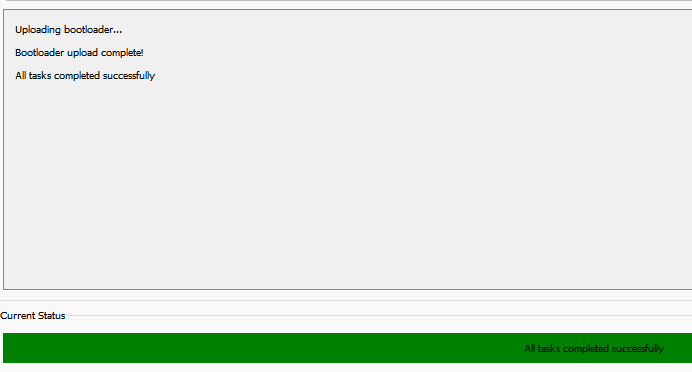 Uploading bootloader...
Bootloader upload complete!
All tasks completed successfully
Current Status
All tasks completed successfully